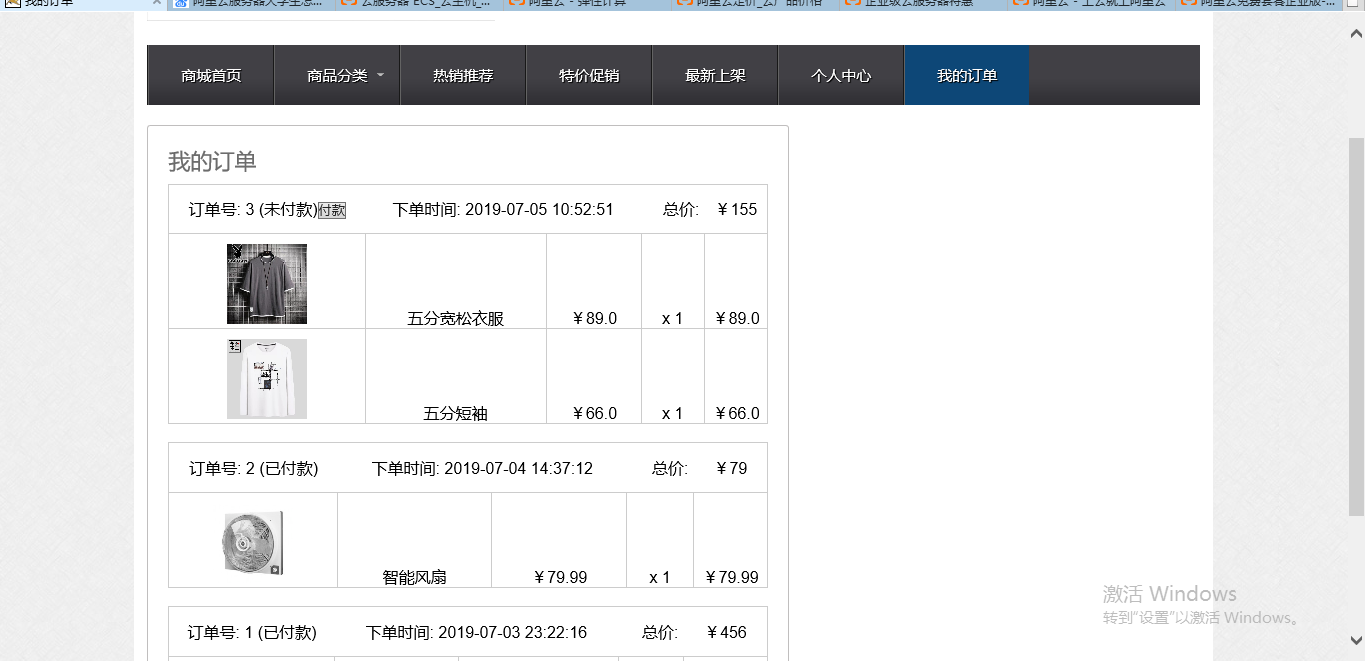 我的订单
商城首页 商品分类 热销推荐 特价促销 最新上架 个人中心 我的订单
我的订单
订单号: 3 (未付款)付款 下单时间: 2019-07-05 10:52:51 总价: ￥155
五分宽松衣服 ￥89.0 x 1 ￥89.0
五分短袖 ￥66.0 x 1 ￥66.0
订单号: 2 (已付款) 下单时间: 2019-07-04 14:37:12 总价: ￥79
智能风扇 ￥79.99 x 1 ￥79.99
订单号: 1 (已付款) 下单时间: 2019-07-03 23:22:16 总价: ￥456
激活 Windows
转到"设置"以激活 Windows。